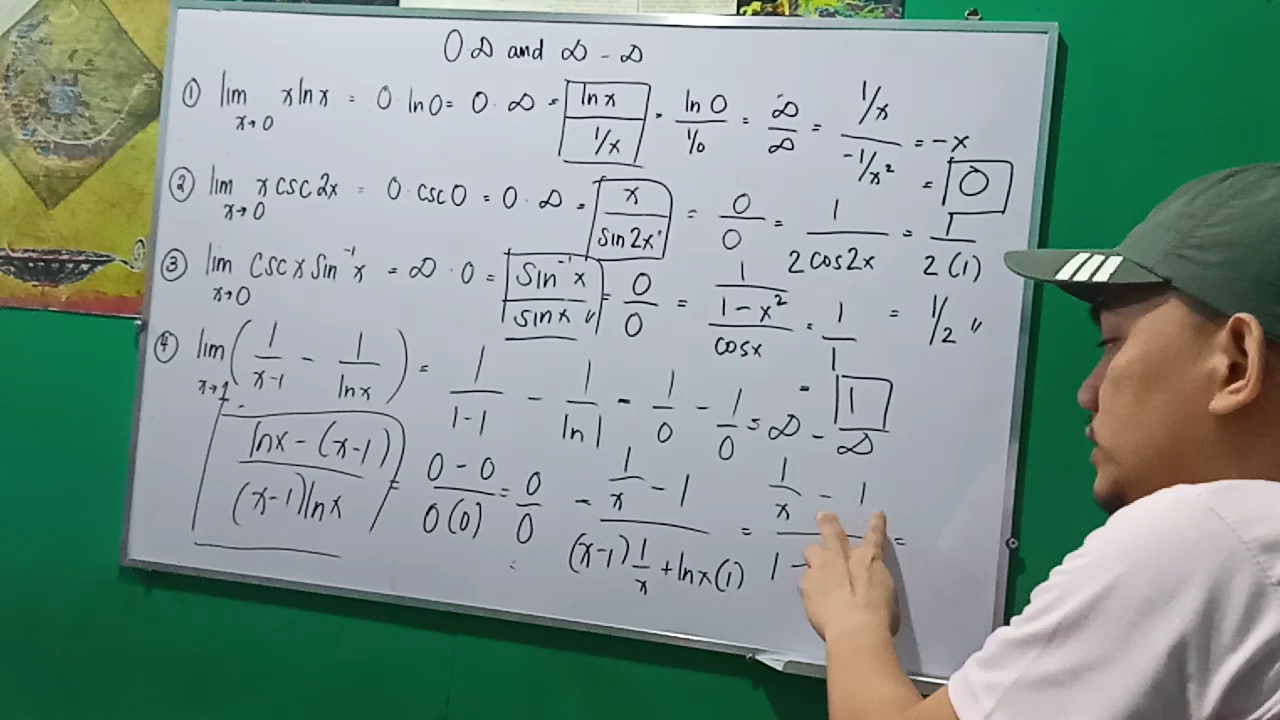 0 ∞ and ∞ - ∞
① lim x→0 x ln x = 0 · ln 0 = 0 · ∞ = ln x / 1/x = ln 0 / 1/0 = ∞ / ∞ = 1/x / -1/x² = -x
= 0
② lim x→0 x csc 2x = 0 · csc 0 = 0 · ∞ = x / sin 2x = 0 / 0 = 1 / 2 cos 2x = 1 / 2(1)
= 1/2 "
③ lim x→0 csc x sin⁻¹ x = ∞ · 0 = sin⁻¹ x / sin x = 0 / 0 = 1 / 1 - x² / cos x = 1 / 1
= 1
④ lim x→1 ( 1 / x-1 - 1 / ln x ) = 1 / 1-1 - 1 / ln 1 = 1 / 0 - 1 / 0 = ∞ - ∞
ln x - (x-1) / (x-1) ln x = 0 - 0 / 0(0) = 0 / 0 = 1/x - 1 / (x-1) 1/x + ln x (1) = 1/x - 1 / 1 - =